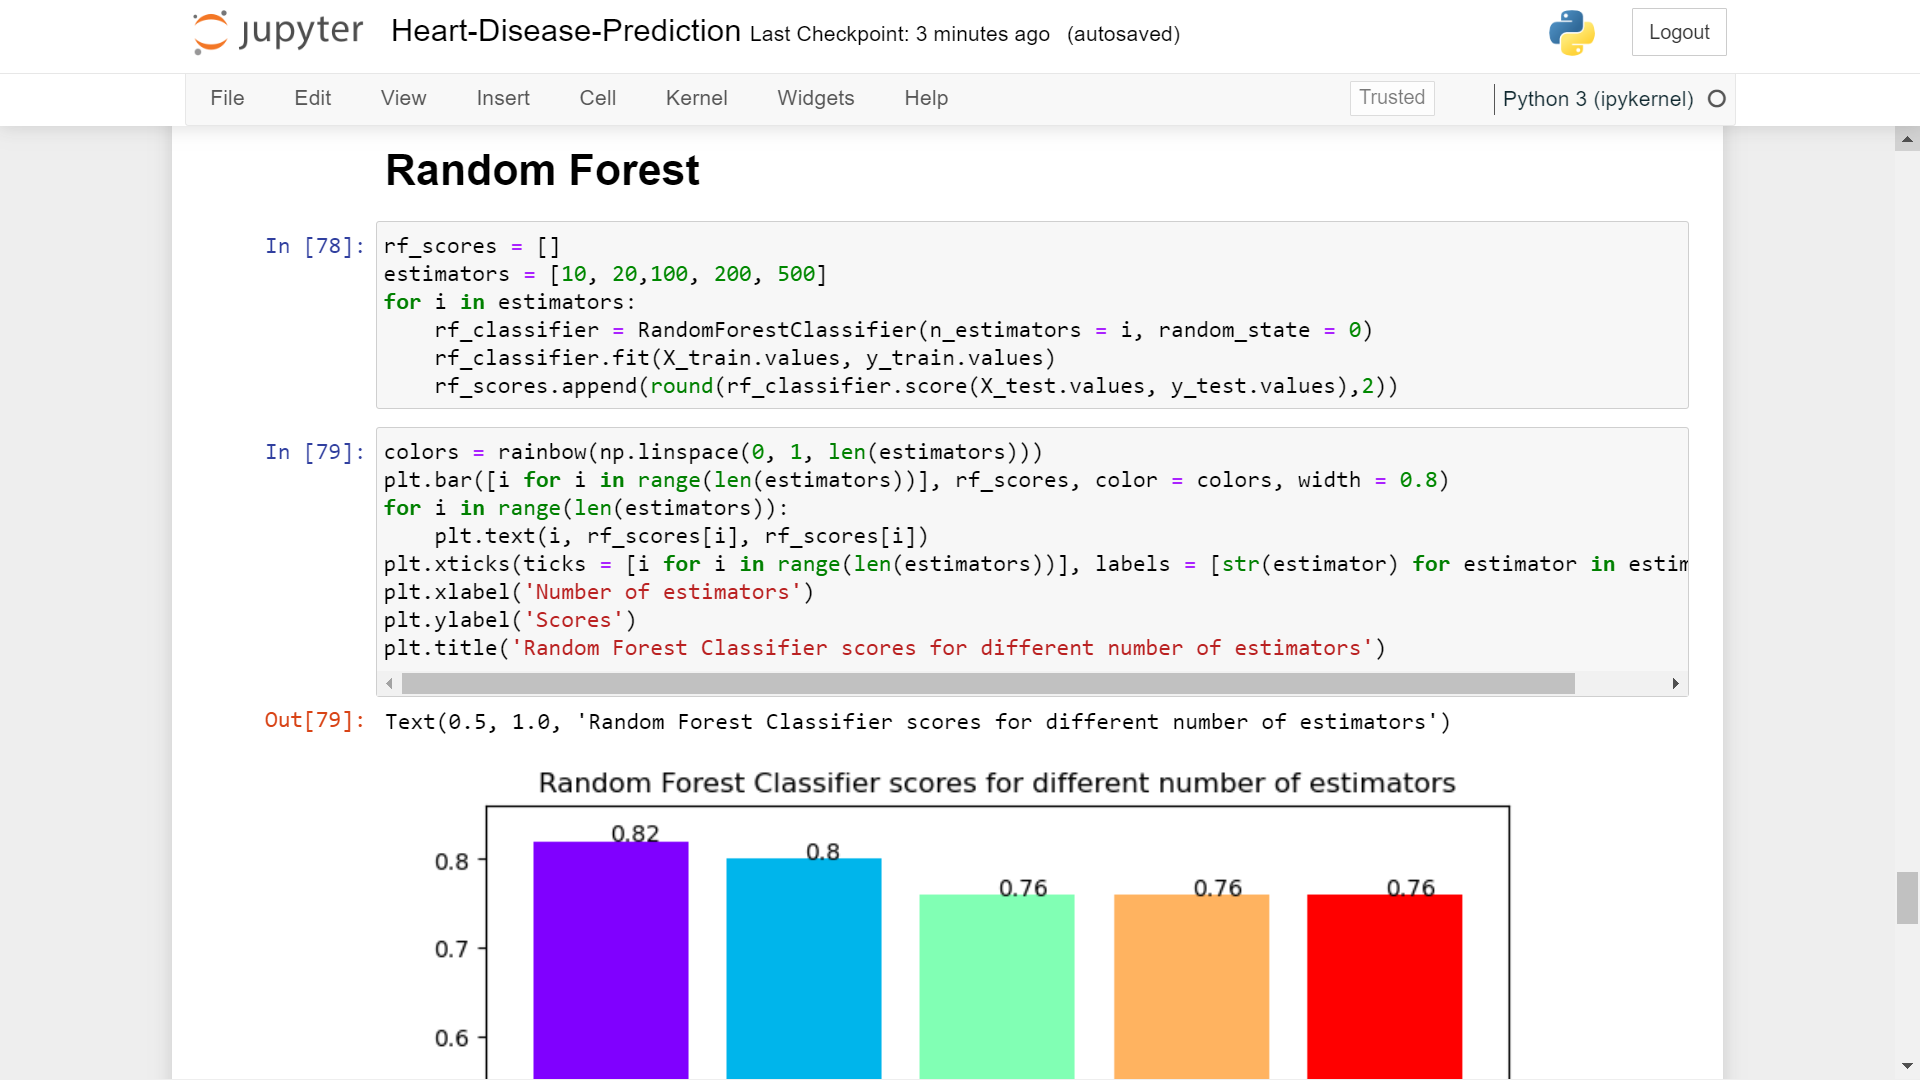 jupyter Heart-Disease-Prediction Last Checkpoint: 3 minutes ago (autosaved) Logout
File Edit View Insert Cell Kernel Widgets Help Trusted Python 3 (ipykernel)
Random Forest
In [78]: rf_scores = []
estimators = [10, 20,100, 200, 500]
for i in estimators:
    rf_classifier = RandomForestClassifier(n_estimators = i, random_state = 0)
    rf_classifier.fit(X_train.values, y_train.values)
    rf_scores.append(round(rf_classifier.score(X_test.values, y_test.values),2))
In [79]: colors = rainbow(np.linspace(0, 1, len(estimators)))
plt.bar([i for i in range(len(estimators))], rf_scores, color = colors, width = 0.8)
for i in range(len(estimators)):
    plt.text(i, rf_scores[i], rf_scores[i])
plt.xticks(ticks = [i for i in range(len(estimators))], labels = [str(estimator) for estimator in estim
plt.xlabel('Number of estimators')
plt.ylabel('Scores')
plt.title('Random Forest Classifier scores for different number of estimators')
Out[79]: Text(0.5, 1.0, 'Random Forest Classifier scores for different number of estimators')
Random Forest Classifier scores for different number of estimators
0.82
0.8
0.76
0.76
0.76
0.8
0.7
0.6